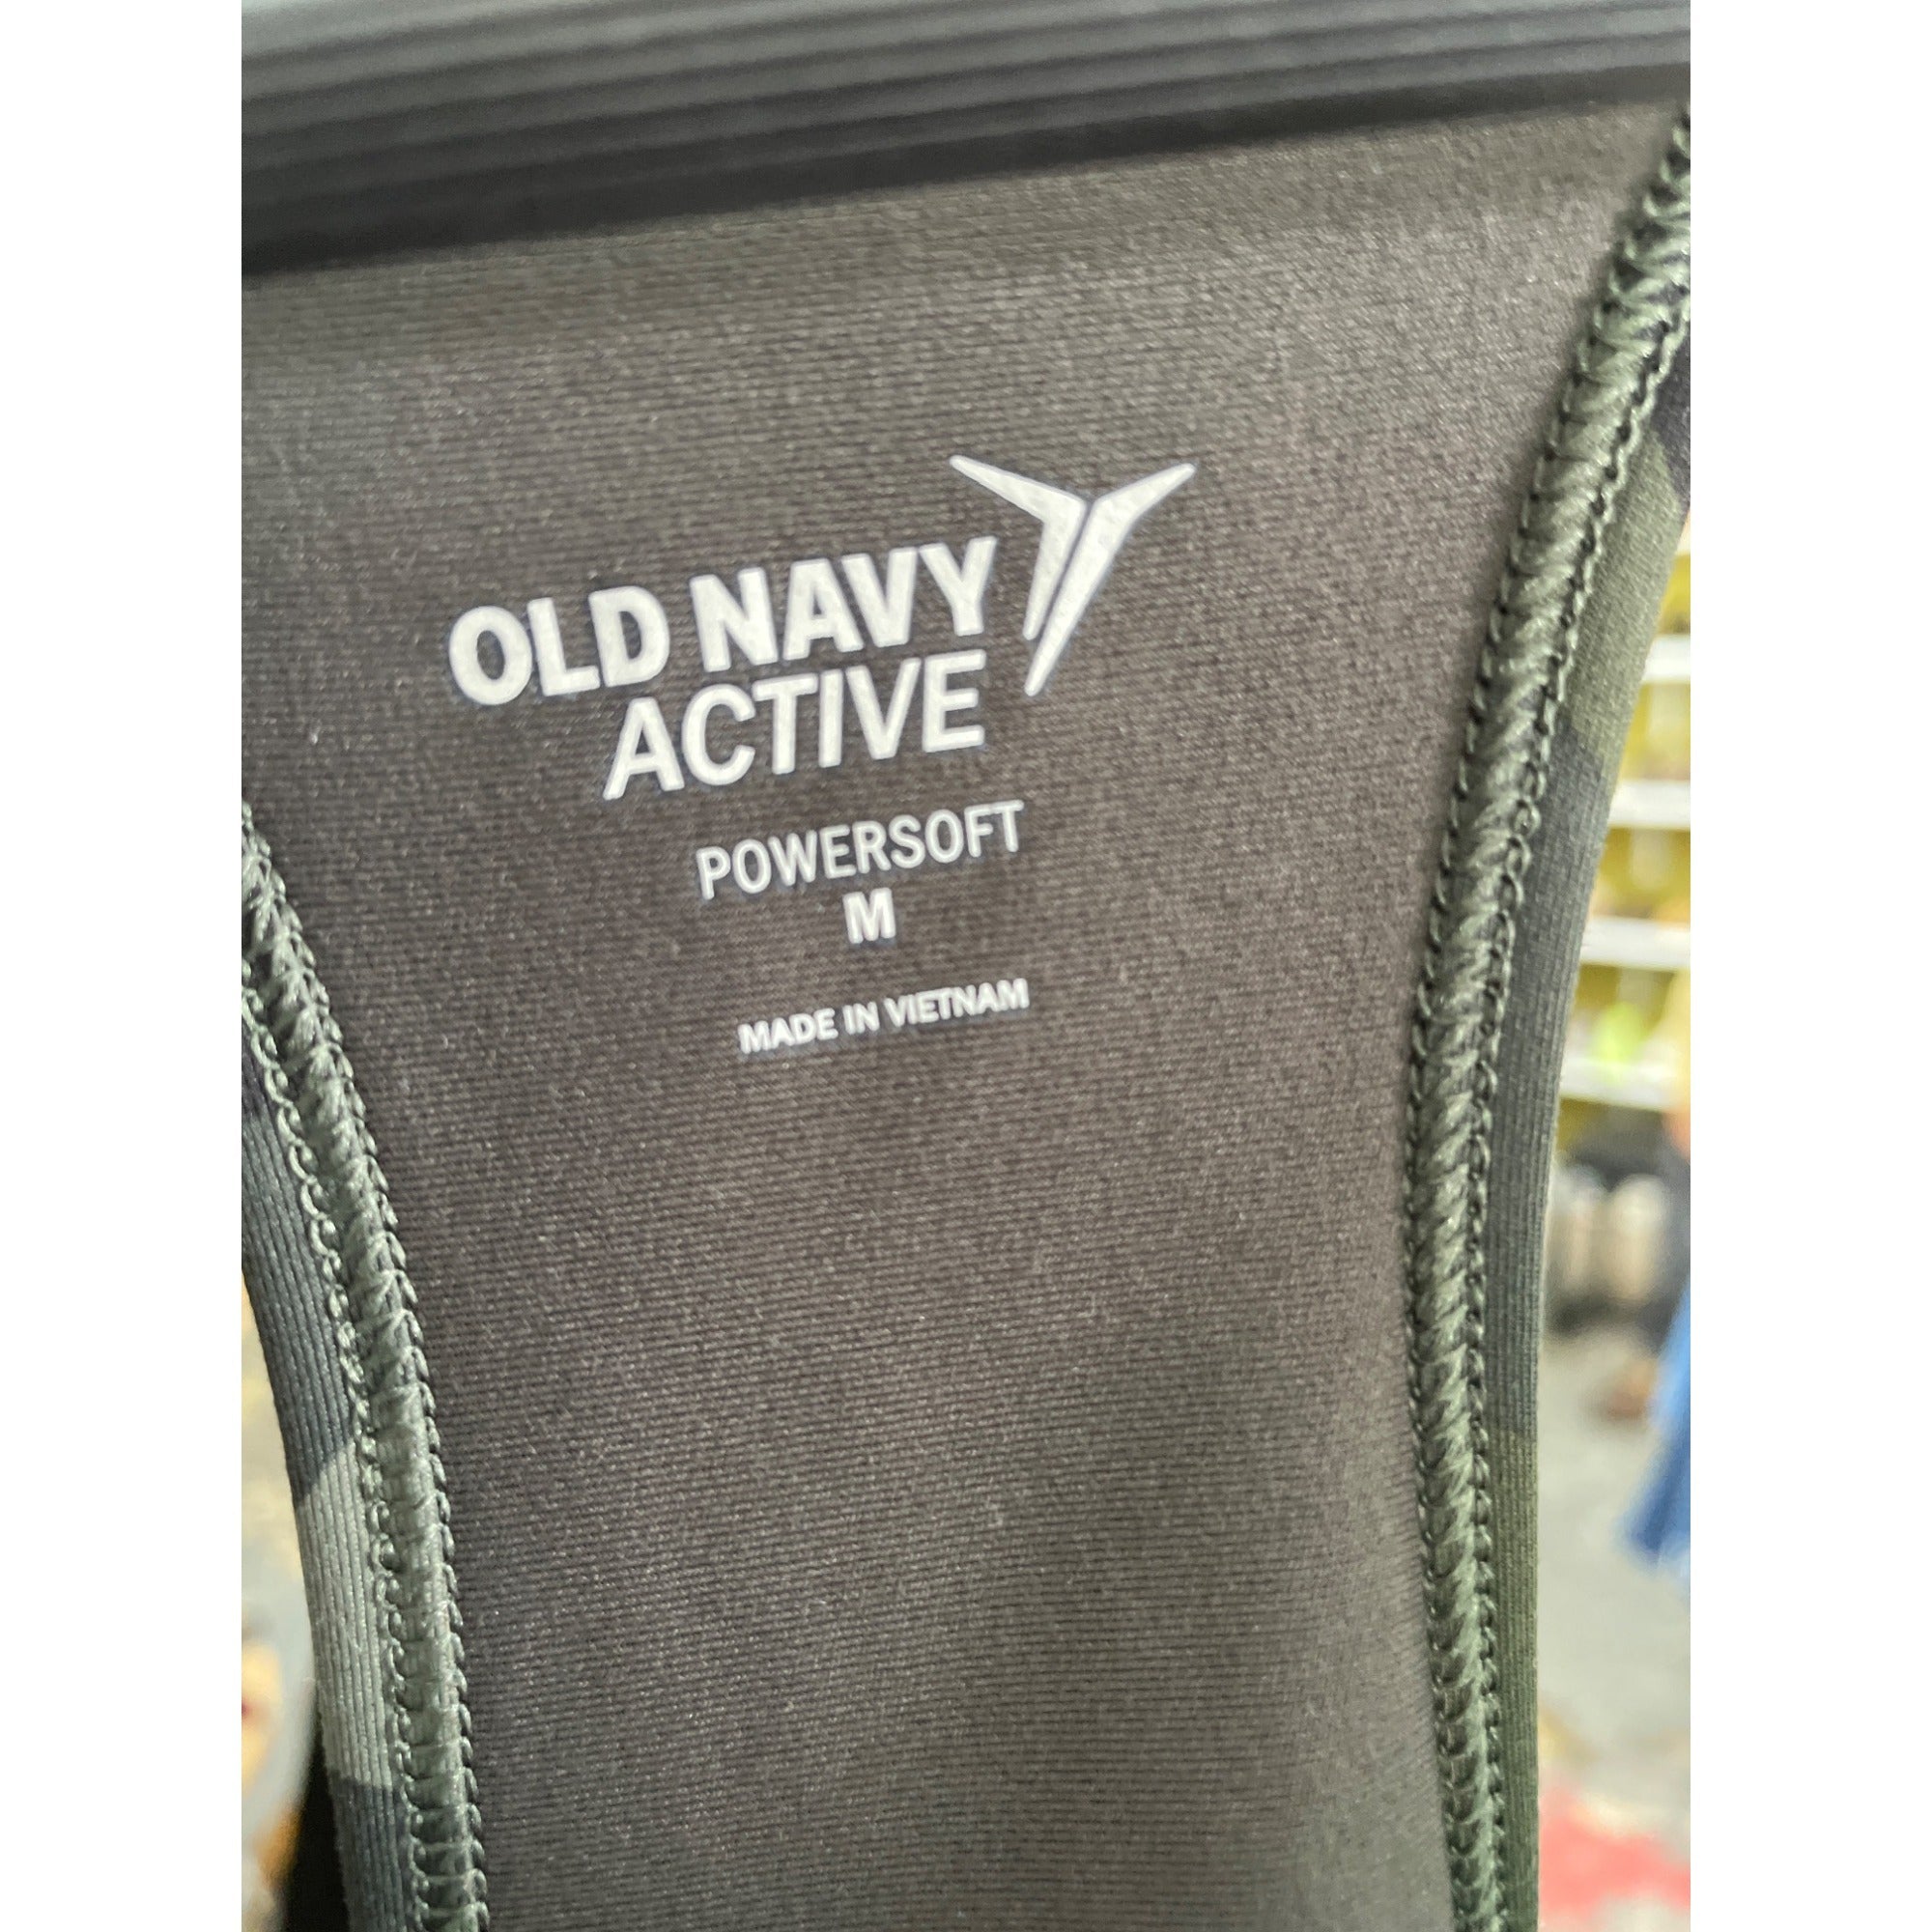 OLD NAVY
ACTIVE
POWERSOFT
M
MADE IN VIETNAM